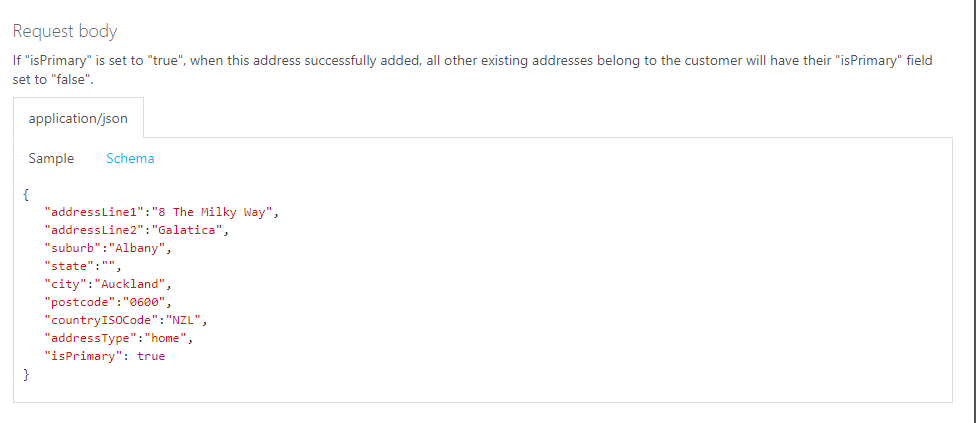 Request body
If "isPrimary" is set to "true", when this address successfully added, all other existing addresses belong to the customer will have their "isPrimary" field
set to "false".
application/json
Sample Schema
{
"addressLine1":"8 The Milky Way",
"addressLine2":"Galatica",
"suburb":"Albany",
"state":"",
"city":"Auckland",
"postcode":"0600",
"countryISOCode":"NZL",
"addressType":"home",
"isPrimary": true
}